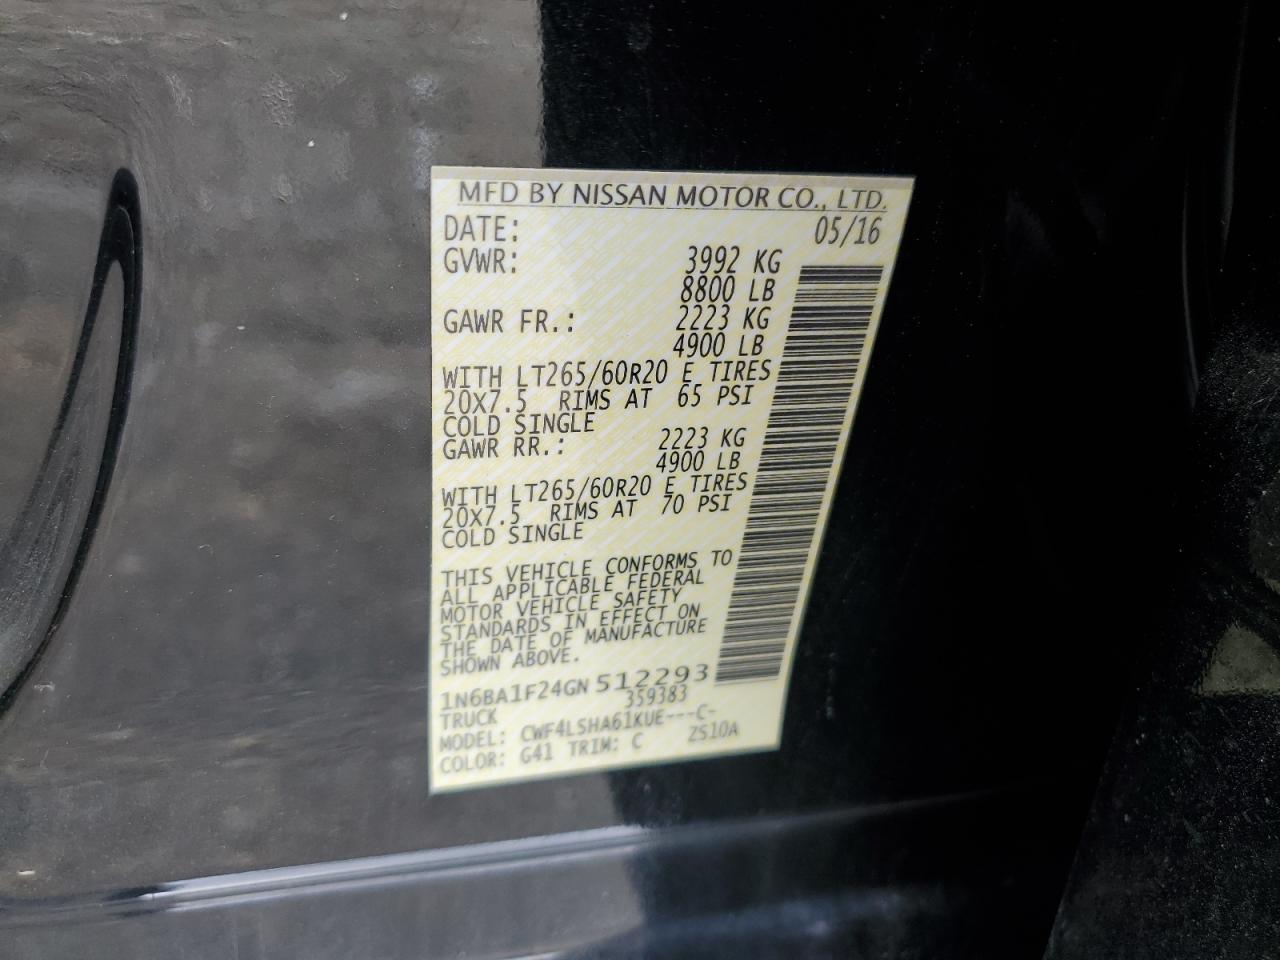 MFD BY NISSAN MOTOR CO., LTD.
DATE: 05/16
GVWR: 3992 KG
8800 LB
GAWR FR.: 2223 KG
4900 LB
WITH LT265/60R20 E TIRES
20X7.5 RIMS AT 65 PSI
COLD SINGLE
GAWR RR.: 2223 KG
4900 LB
WITH LT265/60R20 E TIRES
20X7.5 RIMS AT 70 PSI
COLD SINGLE
THIS VEHICLE CONFORMS TO
ALL APPLICABLE FEDERAL
MOTOR VEHICLE SAFETY
STANDARDS IN EFFECT ON
THE DATE OF MANUFACTURE
SHOWN ABOVE.
1N6BA1F24GN512293
TRUCK 359383
MODEL: CWF4LSHA61KUE---C-
COLOR: G41 TRIM: C ZS10A